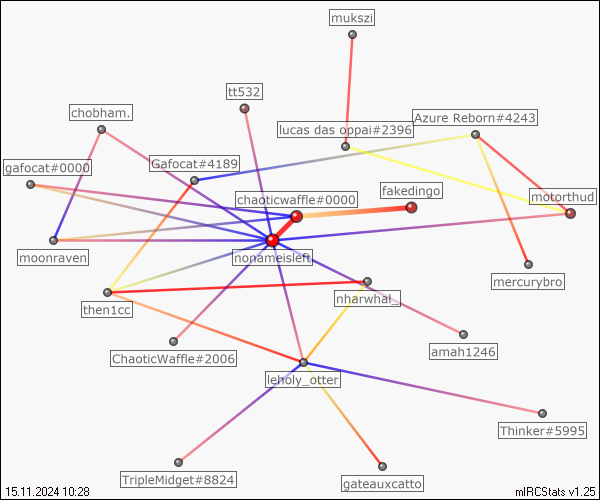 mukszi
tt532
chobham.
Azure Reborn#4243
lucas das oppai#2396
gafocat#0000
Gafocat#4189
fakedingo
chaoticwaffle#0000
motorthud
moonraven
nonameisleft
mercurybro
nharwhal_
then1cc
ChaoticWaffle#2006
amah1246
leholy_otter
Thinker#5995
TripleMidget#8824
gateauxcatto
15.11.2024 10:28
mIRCStats v1.25